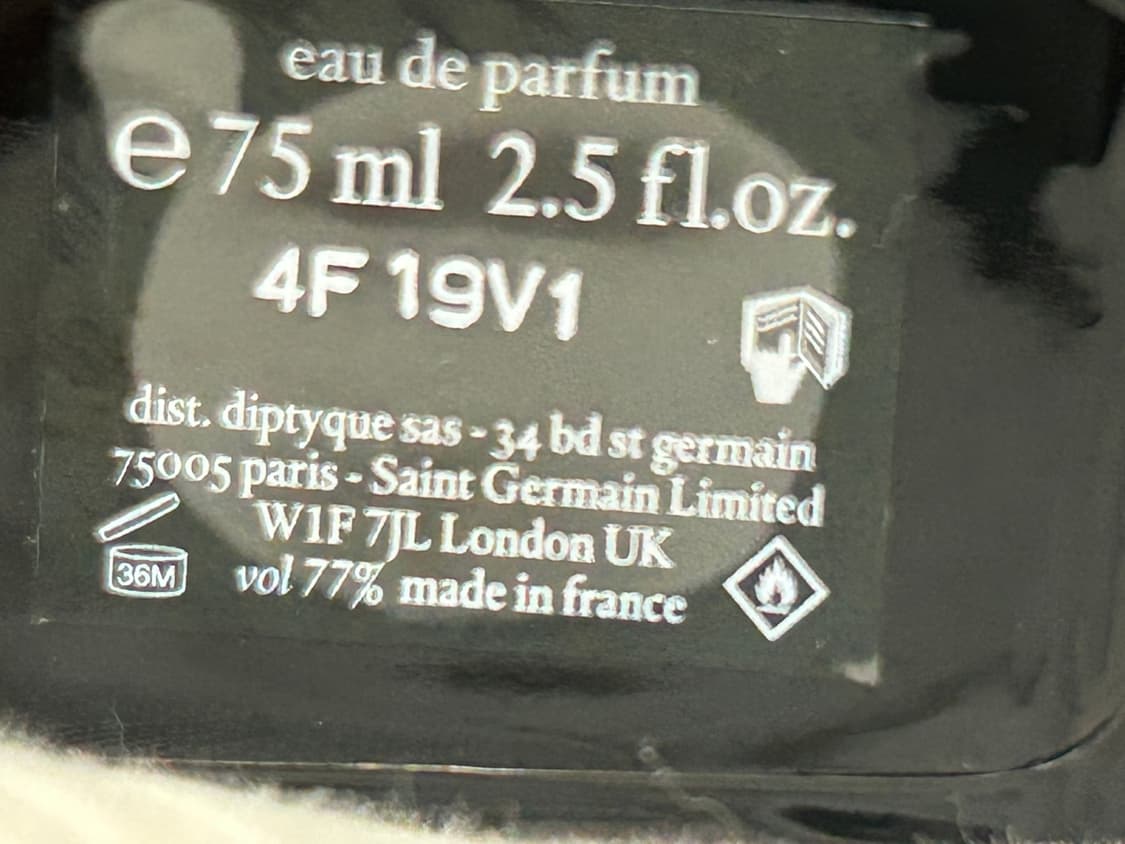 eau de parfum
e 75 ml 2.5 fl.oz.
4F 19V1
dist. diptyque sas - 34 bd st germain
75005 paris - Saint Germain Limited
W1F 7JL London UK
36M
vol 77% made in france